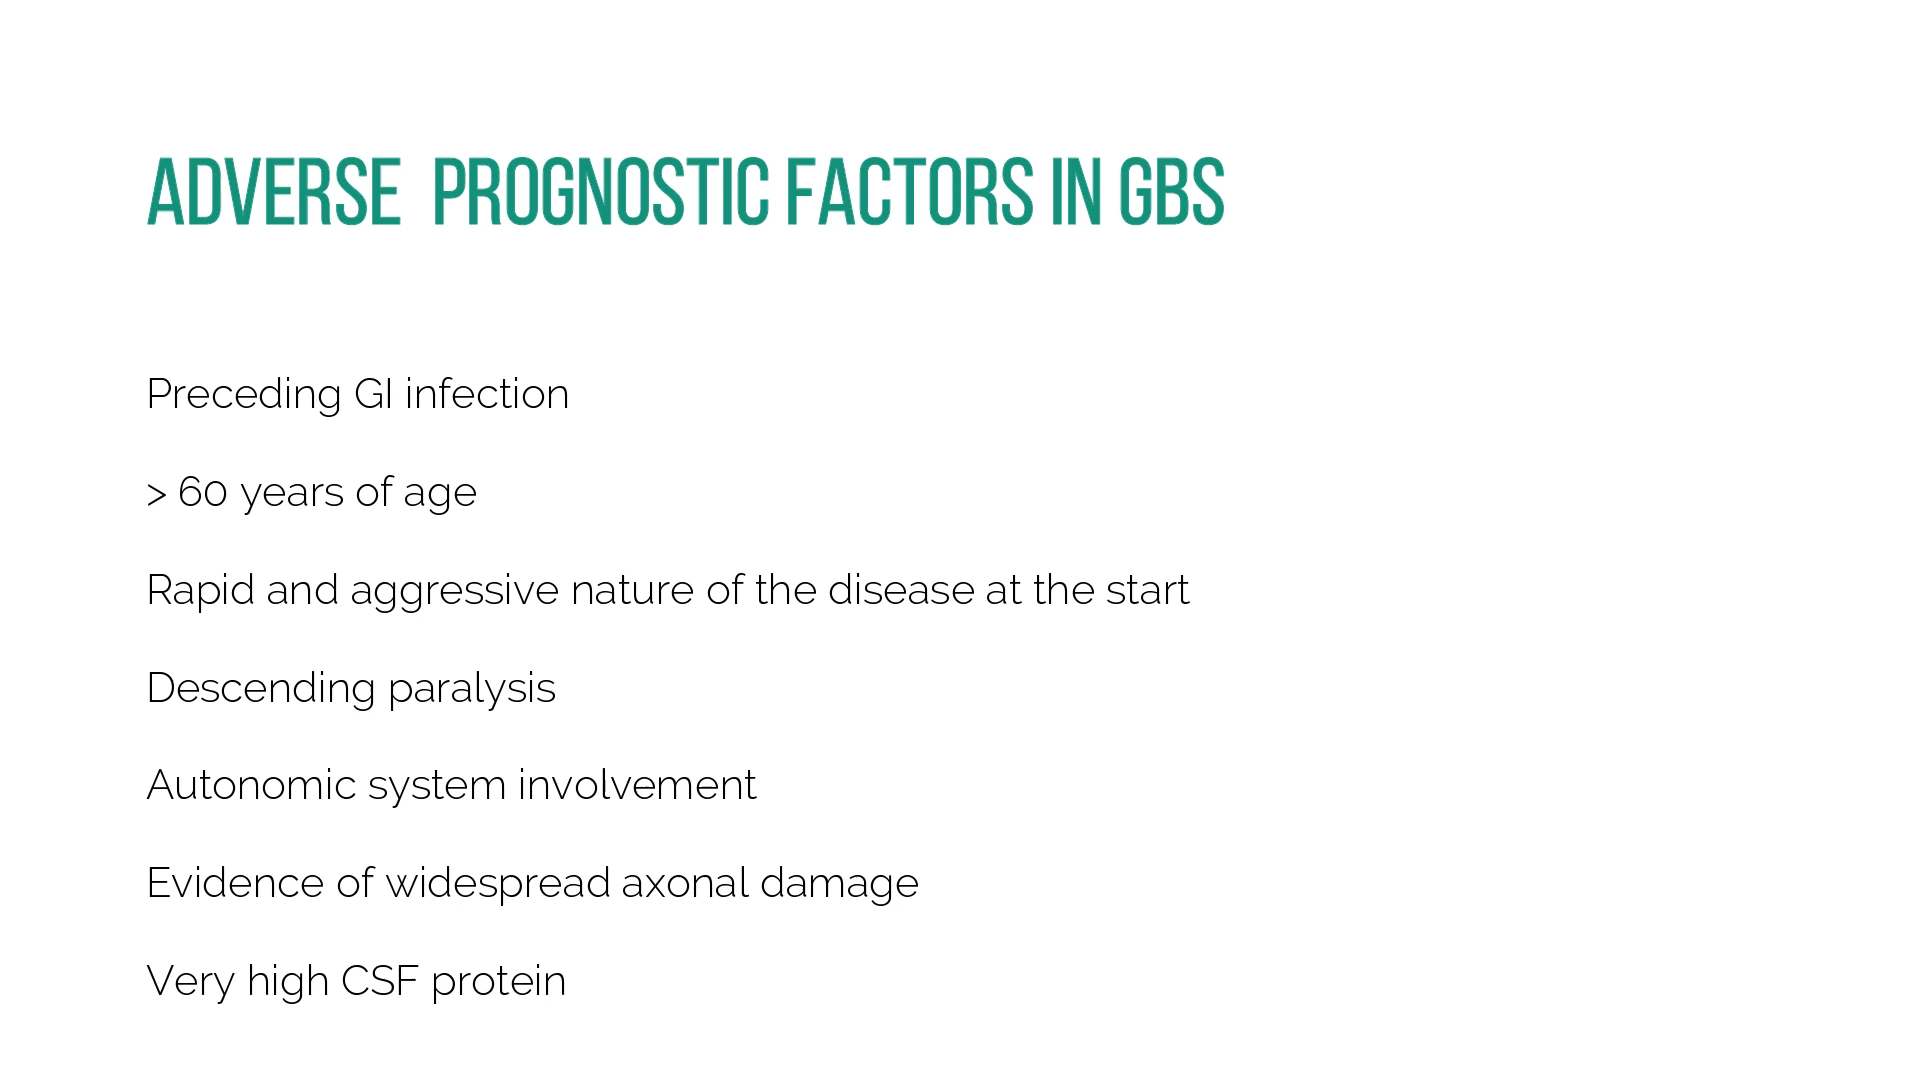 ADVERSE PROGNOSTIC FACTORS IN GBS
Preceding GI infection
> 60 years of age
Rapid and aggressive nature of the disease at the start
Descending paralysis
Autonomic system involvement
Evidence of widespread axonal damage
Very high CSF protein